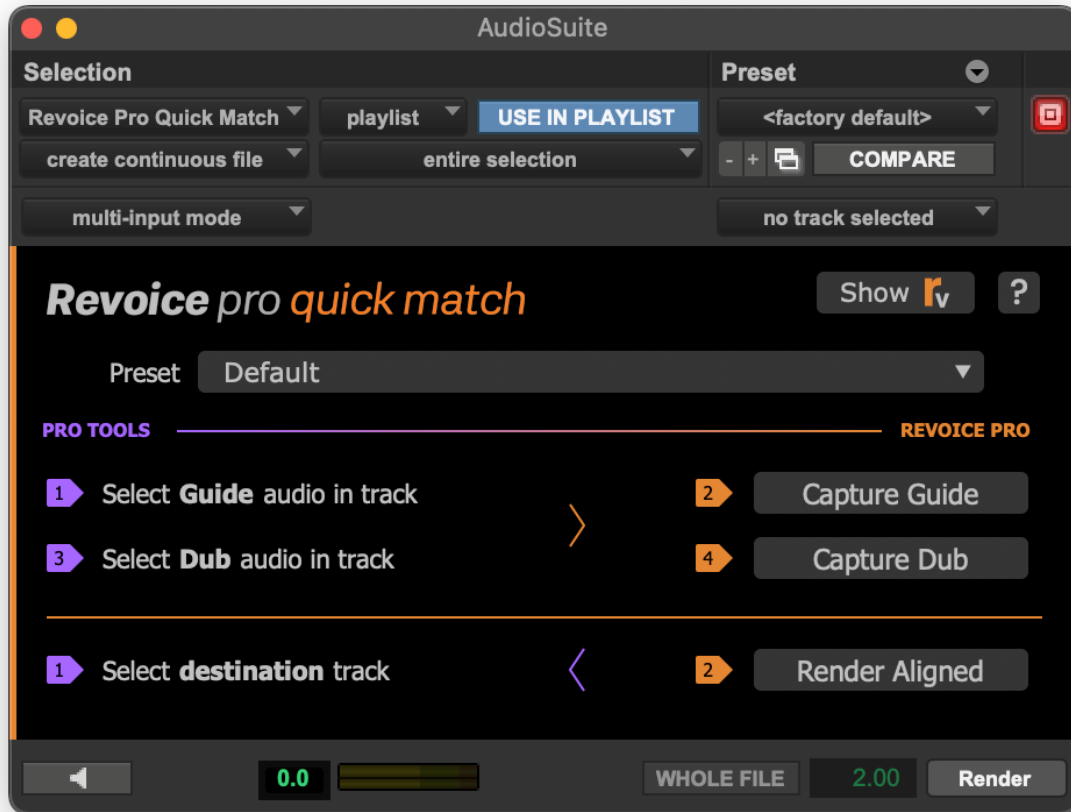 AudioSuite
Selection
Preset
Revoice Pro Quick Match
playlist
USE IN PLAYLIST
<factory default>
create continuous file
entire selection
- +
COMPARE
multi-input mode
no track selected
Revoice pro quick match
Show rv
?
Preset
Default
PRO TOOLS
REVOICE PRO
1 Select Guide audio in track
2 Capture Guide
3 Select Dub audio in track
4 Capture Dub
1 Select destination track
2 Render Aligned
0.0
WHOLE FILE
2.00
Render